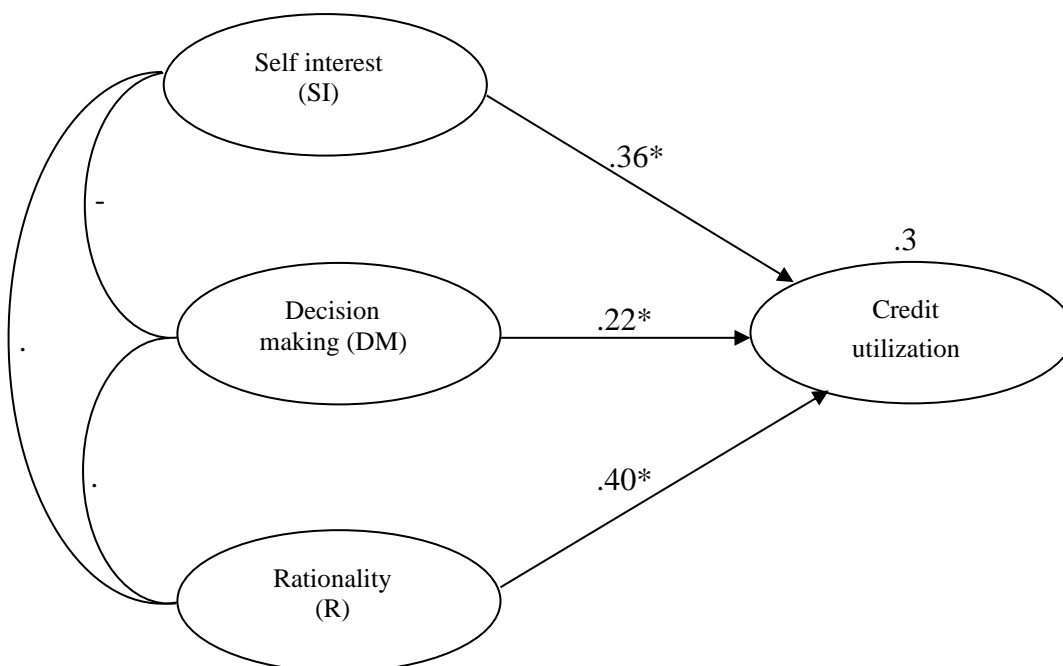 Self interest
(SI)
.36*
-
.3
Decision
making (DM)
.22*
Credit
utilization
.
.
.40*
Rationality
(R)